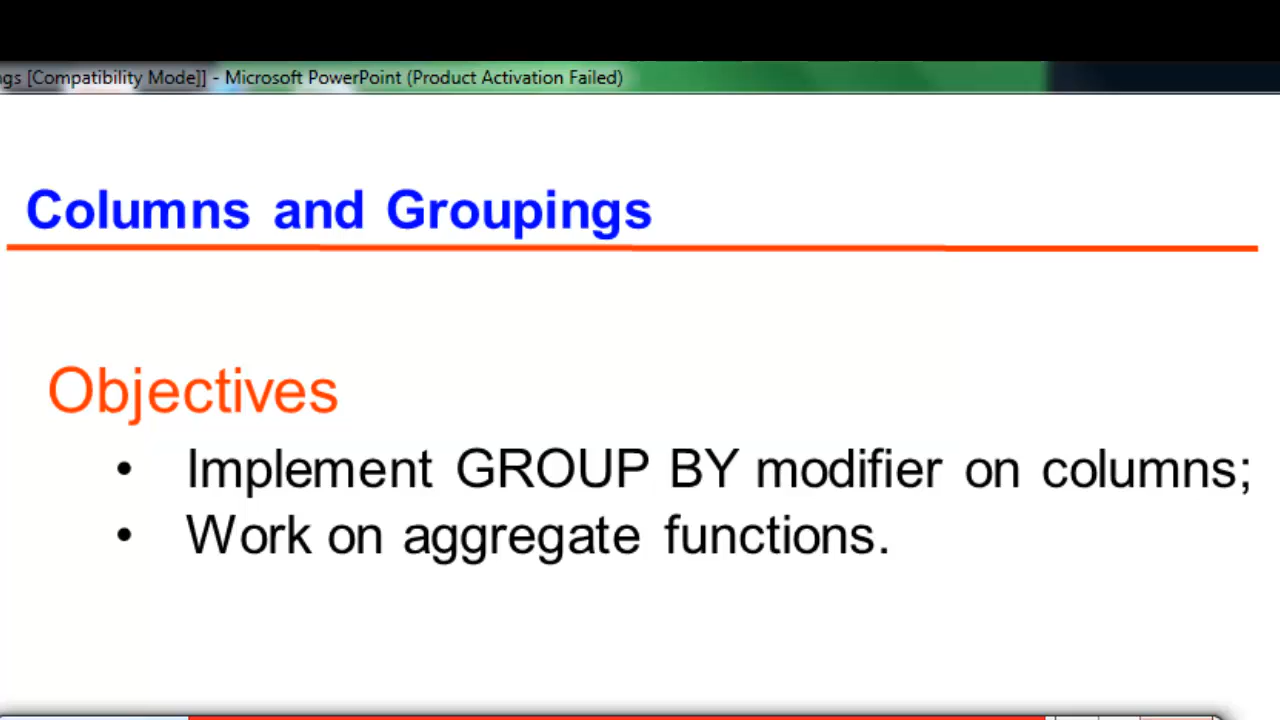 [Compatibility Mode]] - Microsoft PowerPoint (Product Activation Failed)
Columns and Groupings
Objectives
• Implement GROUP BY modifier on columns;
• Work on aggregate functions.